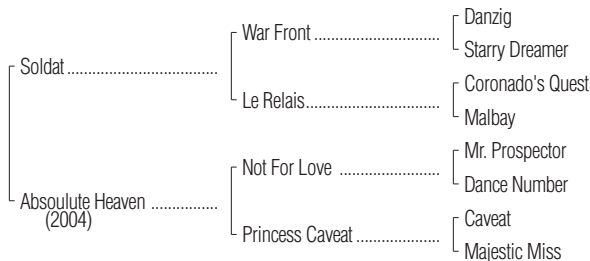 Danzig
War Front ................................
Starry Dreamer
Soldat ......................................
Coronado's Quest
Le Relais ..................................
Malbay
Mr. Prospector
Not For Love .........................
Dance Number
Absoulute Heaven .................
(2004)
Caveat
Princess Caveat .....................
Majestic Miss